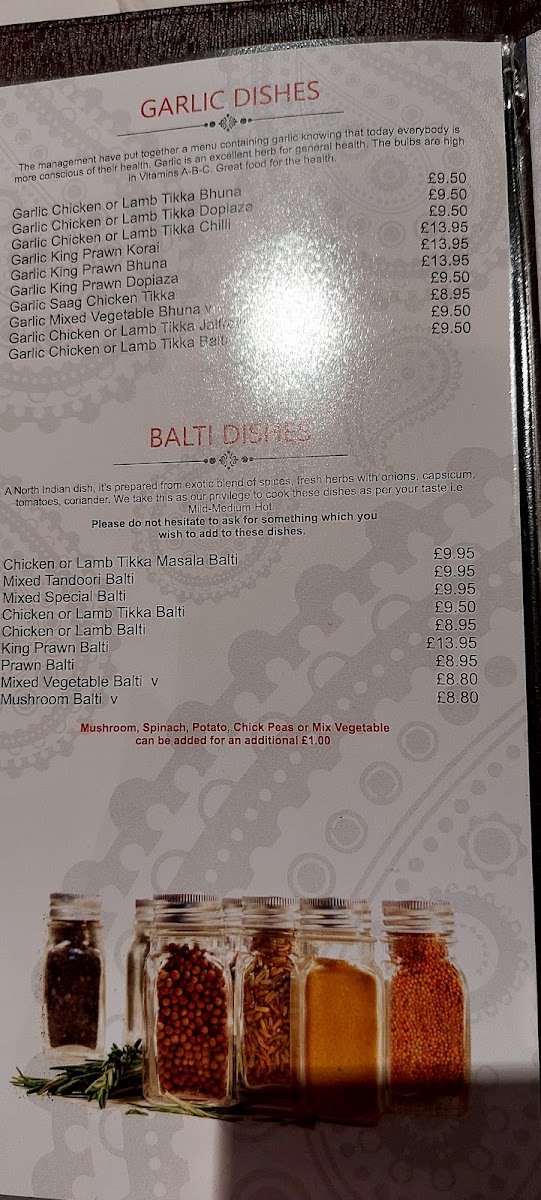 GARLIC DISHES
The management have put together a menu containing garlic knowing that today everybody is
more conscious of their health. Garlic is an excellent herb for general health. The bulbs are high
in Vitamins A-B-C. Great food for the health.
Garlic Chicken or Lamb Tikka Bhuna £9.50
Garlic Chicken or Lamb Tikka Dopiaza £9.50
Garlic Chicken or Lamb Tikka Chilli £9.50
Garlic King Prawn Korai £13.95
Garlic King Prawn Bhuna £13.95
Garlic King Prawn Dopiaza £13.95
Garlic Saag Chicken Tikka £9.50
Garlic Mixed Vegetable Bhuna v £8.95
Garlic Chicken or Lamb Tikka £9.50
Garlic Chicken or Lamb Tikka Balti £9.50
BALTI DISHES
A North Indian dish, it's prepared from exotic blend of spices, fresh herbs with onions, capsicum,
tomatoes, coriander. We take this as our privilege to cook these dishes as per your taste i.e
Mild-Medium-Hot.
Please do not hesitate to ask for something which you
wish to add to these dishes.
Chicken or Lamb Tikka Masala Balti £9.95
Mixed Tandoori Balti £9.95
Mixed Special Balti £9.95
Chicken or Lamb Tikka Balti £9.50
Chicken or Lamb Balti £8.95
King Prawn Balti £13.95
Prawn Balti £8.95
Mixed Vegetable Balti v £8.80
Mushroom Balti v £8.80
Mushroom, Spinach, Potato, Chick Peas or Mix Vegetable
can be added for an additional £1.00